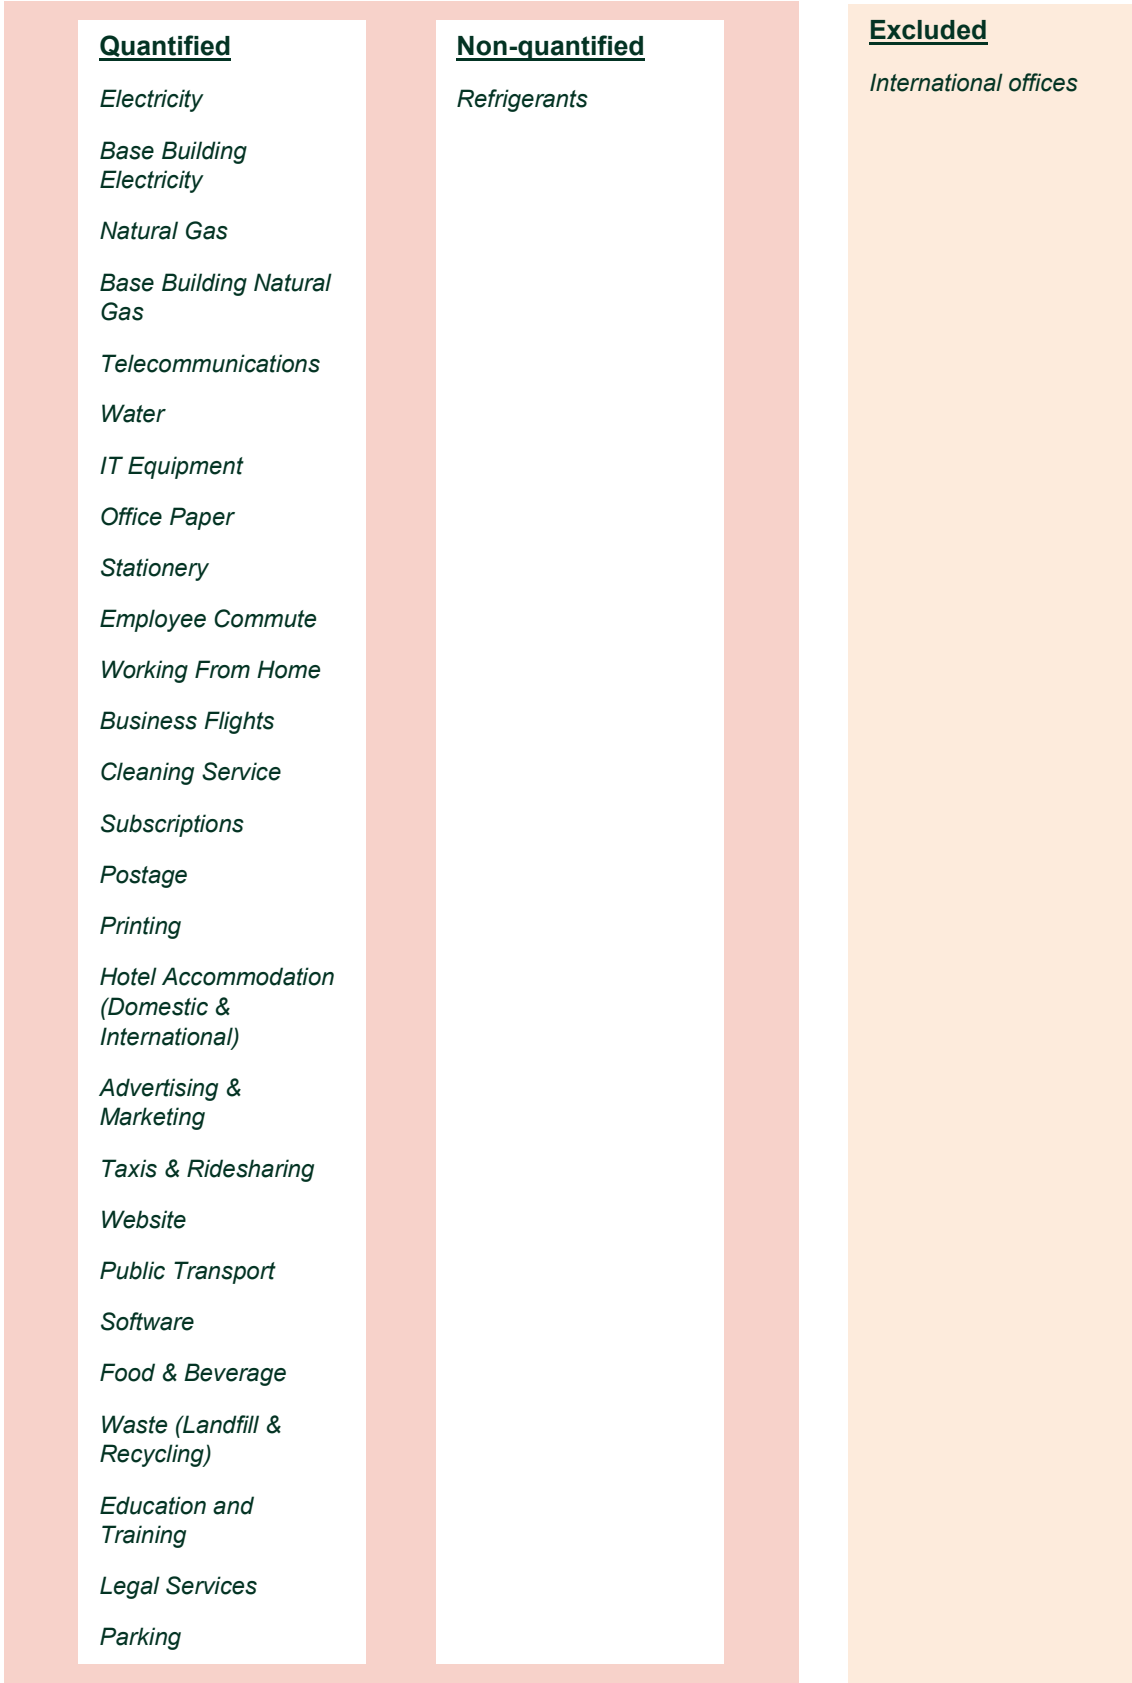 Quantified
Electricity
Base Building
Electricity
Natural Gas
Base Building Natural
Gas
Telecommunications
Water
IT Equipment
Office Paper
Stationery
Employee Commute
Working From Home
Business Flights
Cleaning Service
Subscriptions
Postage
Printing
Hotel Accommodation
(Domestic &
International)
Advertising &
Marketing
Taxis & Ridesharing
Website
Public Transport
Software
Food & Beverage
Waste (Landfill &
Recycling)
Education and
Training
Legal Services
Parking
Non-quantified
Refrigerants
Excluded
International offices